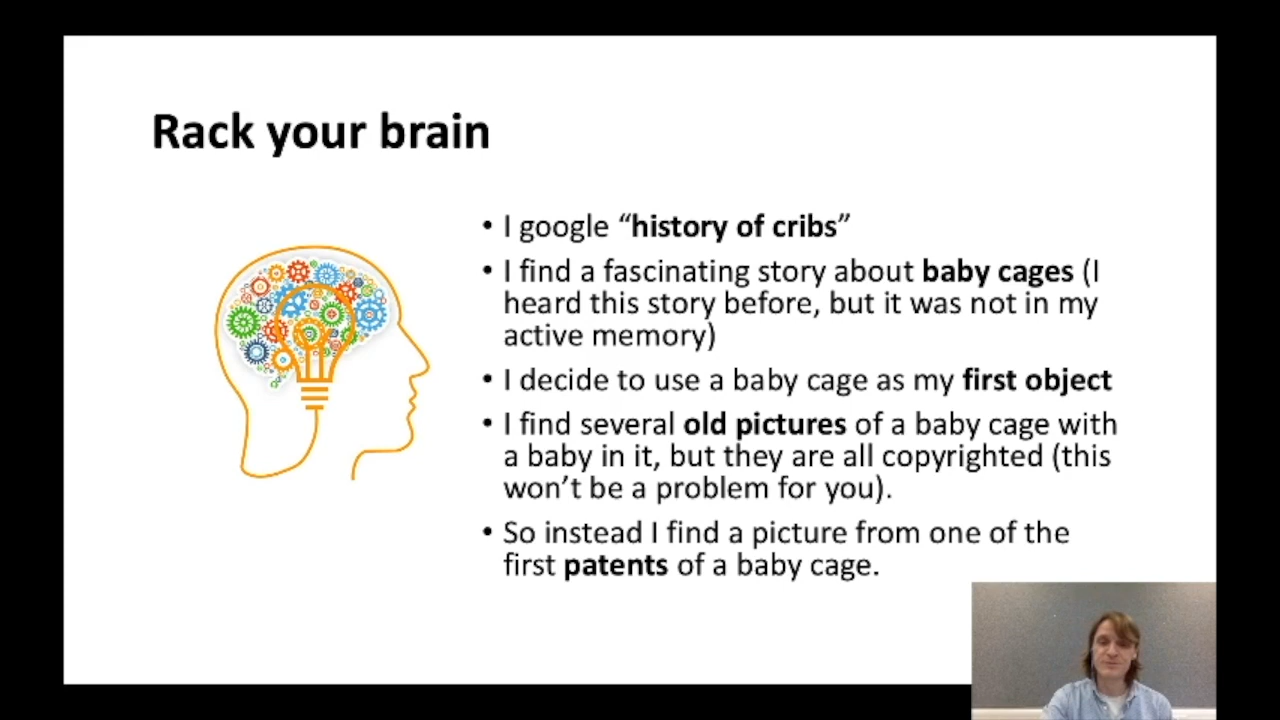 Rack your brain
• I google “history of cribs”
• I find a fascinating story about baby cages (I
heard this story before, but it was not in my
active memory)
• I decide to use a baby cage as my first object
• I find several old pictures of a baby cage with
a baby in it, but they are all copyrighted (this
won’t be a problem for you).
• So instead I find a picture from one of the
first patents of a baby cage.